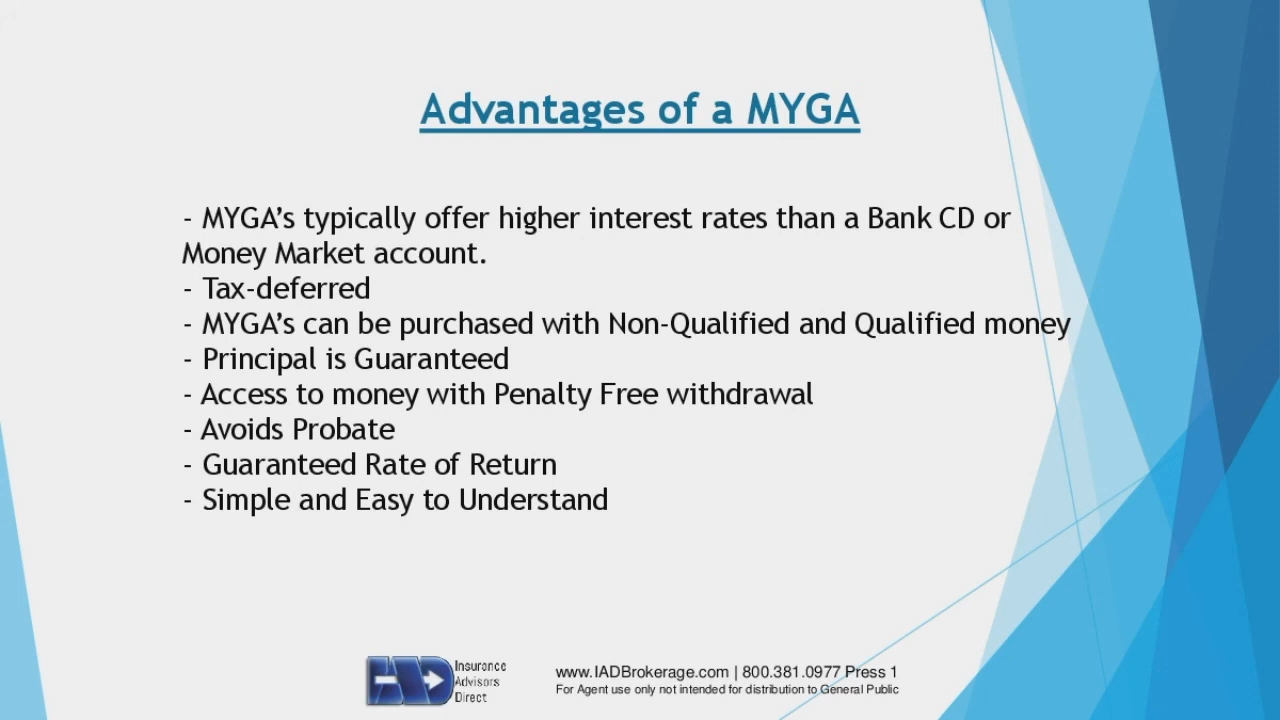 Advantages of a MYGA
- MYGA’s typically offer higher interest rates than a Bank CD or
Money Market account.
- Tax-deferred
- MYGA’s can be purchased with Non-Qualified and Qualified money
- Principal is Guaranteed
- Access to money with Penalty Free withdrawal
- Avoids Probate
- Guaranteed Rate of Return
- Simple and Easy to Understand
IAD
Insurance
Advisors
Direct
www.IADBrokerage.com | 800.381.0977 Press 1
For Agent use only not intended for distribution to General Public